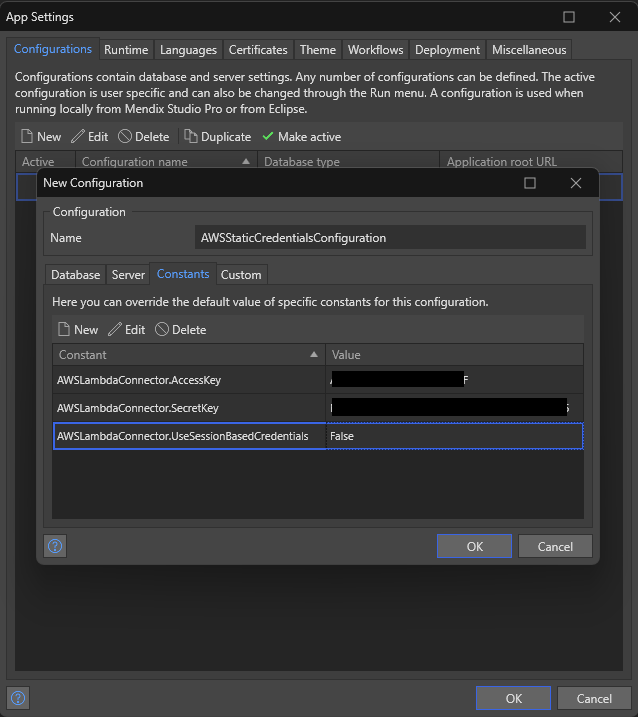 App Settings
Configurations Runtime Languages Certificates Theme Workflows Deployment Miscellaneous
Configurations contain database and server settings. Any number of configurations can be defined. The active
configuration is user specific and can also be changed through the Run menu. A configuration is used when
running locally from Mendix Studio Pro or from Eclipse.
New Edit Delete Duplicate Make active
Active Configuration name Database type Application root URL
New Configuration
Configuration
Name AWSStaticCredentialsConfiguration
Database Server Constants Custom
Here you can override the default value of specific constants for this configuration.
New Edit Delete
Constant Value
AWSLambdaConnector.AccessKey F
AWSLambdaConnector.SecretKey
AWSLambdaConnector.UseSessionBasedCredentials False
? OK Cancel
? OK Cancel